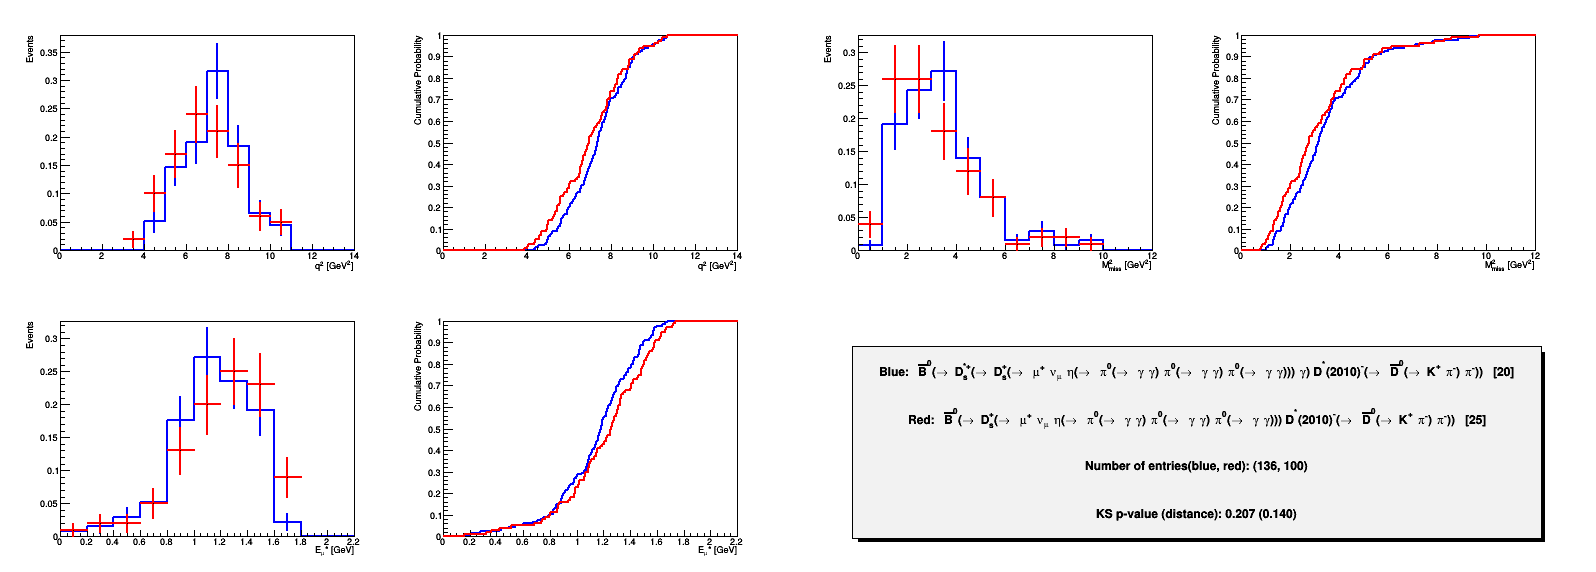 Events
0.35
0.3
0.25
0.2
0.15
0.1
0.05
0
0 2 4 6 8 10 12 14
q² [GeV²]
Cumulative Probability
1
0.9
0.8
0.7
0.6
0.5
0.4
0.3
0.2
0.1
0
0 2 4 6 8 10 12 14
q² [GeV²]
Events
0.3
0.25
0.2
0.15
0.1
0.05
0
0 2 4 6 8 10 12
M²miss [GeV²]
Cumulative Probability
1
0.9
0.8
0.7
0.6
0.5
0.4
0.3
0.2
0.1
0
0 2 4 6 8 10 12
M²miss [GeV²]
Events
0.3
0.25
0.2
0.15
0.1
0.05
0
0 0.2 0.4 0.6 0.8 1 1.2 1.4 1.6 1.8 2 2.2
Eμ* [GeV]
Cumulative Probability
1
0.9
0.8
0.7
0.6
0.5
0.4
0.3
0.2
0.1
0
0 0.2 0.4 0.6 0.8 1 1.2 1.4 1.6 1.8 2 2.2
Eμ* [GeV]
Blue: B̅⁰(→ Dₛ*⁺(→ Dₛ⁺(→ μ⁺ νμ η(→ π⁰(→ γ γ) π⁰(→ γ γ) π⁰(→ γ γ))) γ) D*(2010)⁻(→ D̅⁰(→ K⁺ π⁻) π⁻)) [20]
Red: B̅⁰(→ Dₛ⁺(→ μ⁺ νμ η(→ π⁰(→ γ γ) π⁰(→ γ γ) π⁰(→ γ γ))) D*(2010)⁻(→ D̅⁰(→ K⁺ π⁻) π⁻)) [25]
Number of entries(blue, red): (136, 100)
KS p-value (distance): 0.207 (0.140)